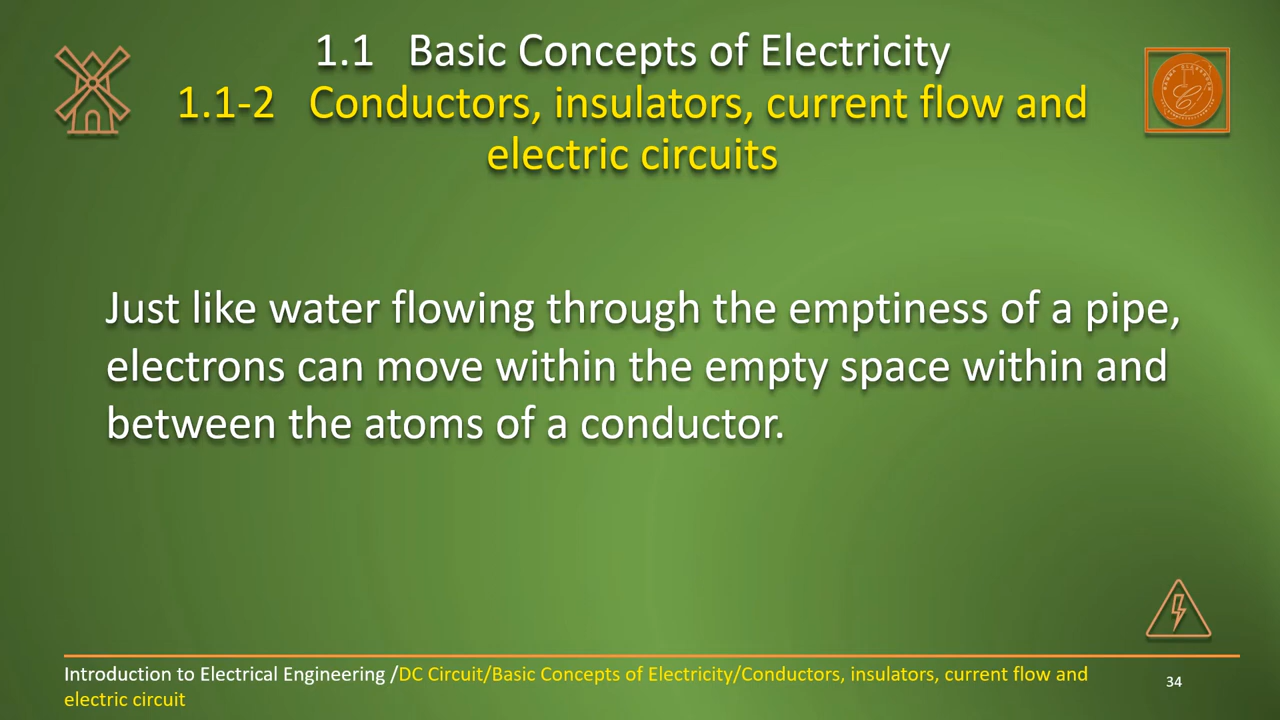 1.1 Basic Concepts of Electricity
1.1-2 Conductors, insulators, current flow and
electric circuits
Just like water flowing through the emptiness of a pipe,
electrons can move within the empty space within and
between the atoms of a conductor.
Introduction to Electrical Engineering /DC Circuit/Basic Concepts of Electricity/Conductors, insulators, current flow and
electric circuit
34